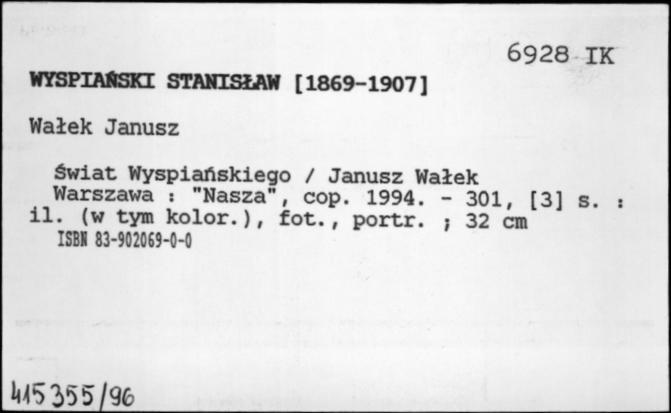 6928 IK
WYSPIAŃSKI STANISŁAW [1869-1907]
Wałek Janusz
Świat Wyspiańskiego / Janusz Wałek
Warszawa : "Nasza", cop. 1994. - 301, [3] s. :
il. (w tym kolor.), fot., portr. ; 32 cm
ISBN 83-902069-0-0
415355/96